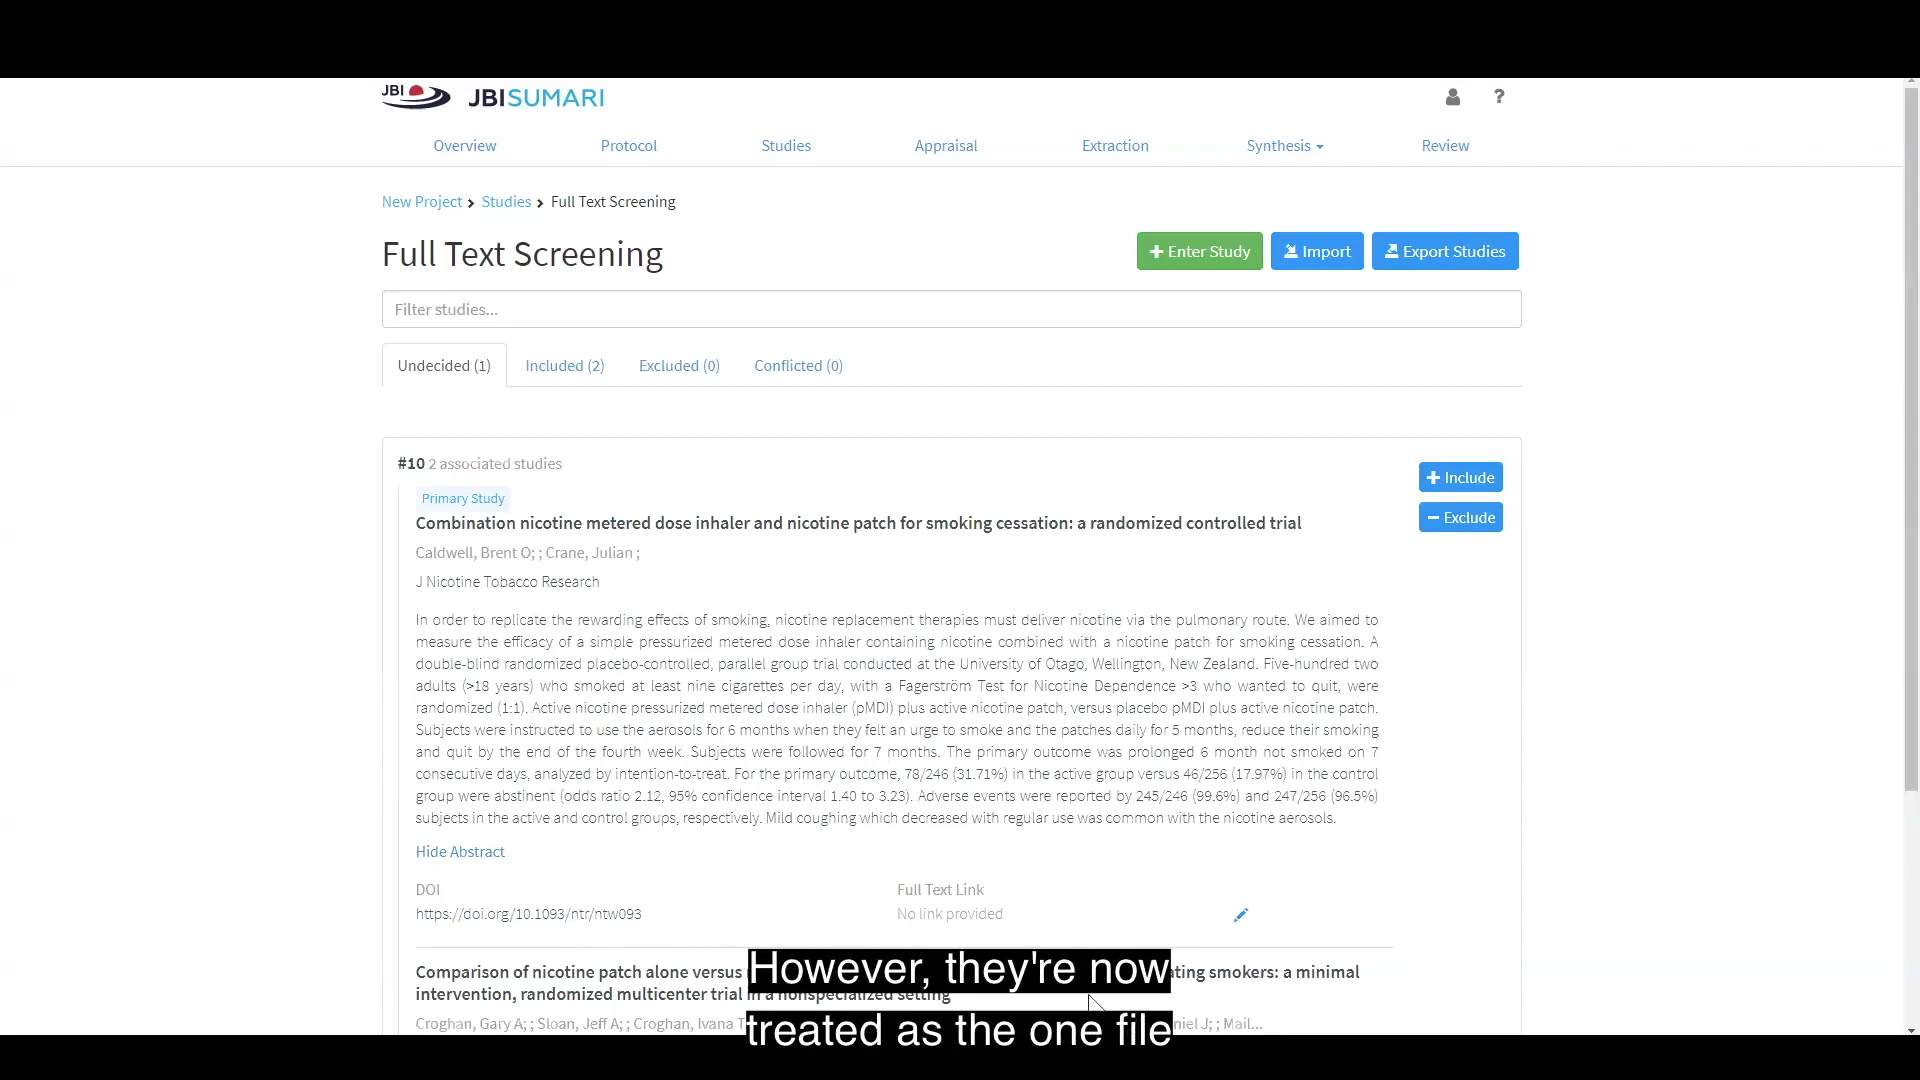 JBI JBISUMARI ?
Overview Protocol Studies Appraisal Extraction Synthesis Review
New Project Studies Full Text Screening
Full Text Screening
Enter Study Import Export Studies
Filter studies...
Undecided (1) Included (2) Excluded (0) Conflicted (0)
#10 2 associated studies
Include
Primary Study
Exclude
Combination nicotine metered dose inhaler and nicotine patch for smoking cessation: a randomized controlled trial
Caldwell, Brent O; ; Crane, Julian ;
J Nicotine Tobacco Research
In order to replicate the rewarding effects of smoking, nicotine replacement therapies must deliver nicotine via the pulmonary route. We aimed to
measure the efficacy of a simple pressurized metered dose inhaler containing nicotine combined with a nicotine patch for smoking cessation. A
double-blind randomized placebo-controlled, parallel group trial conducted at the University of Otago, Wellington, New Zealand. Five-hundred two
adults (>18 years) who smoked at least nine cigarettes per day, with a Fagerström Test for Nicotine Dependence >3 who wanted to quit, were
randomized (1:1). Active nicotine pressurized metered dose inhaler (pMDI) plus active nicotine patch, versus placebo pMDI plus active nicotine patch.
Subjects were instructed to use the aerosols for 6 months when they felt an urge to smoke and the patches daily for 5 months, reduce their smoking
and quit by the end of the fourth week. Subjects were followed for 7 months. The primary outcome was prolonged 6 month not smoked on 7
consecutive days, analyzed by intention-to-treat. For the primary outcome, 78/246 (31.71%) in the active group versus 46/256 (17.97%) in the control
group were abstinent (odds ratio 2.12, 95% confidence interval 1.40 to 3.23). Adverse events were reported by 245/246 (99.6%) and 247/256 (96.5%)
subjects in the active and control groups, respectively. Mild coughing which decreased with regular use was common with the nicotine aerosols.
Hide Abstract
DOI Full Text Link
https://doi.org/10.1093/ntr/ntw093 No link provided
Comparison of nicotine patch alone versus smokers: a minimal
intervention, randomized multicenter trial in a nonspecialized setting
Croghan, Gary A; ; Sloan, Jeff A; ; Croghan, Ivana J; ; Mail...
However, they're now
treated as the one file